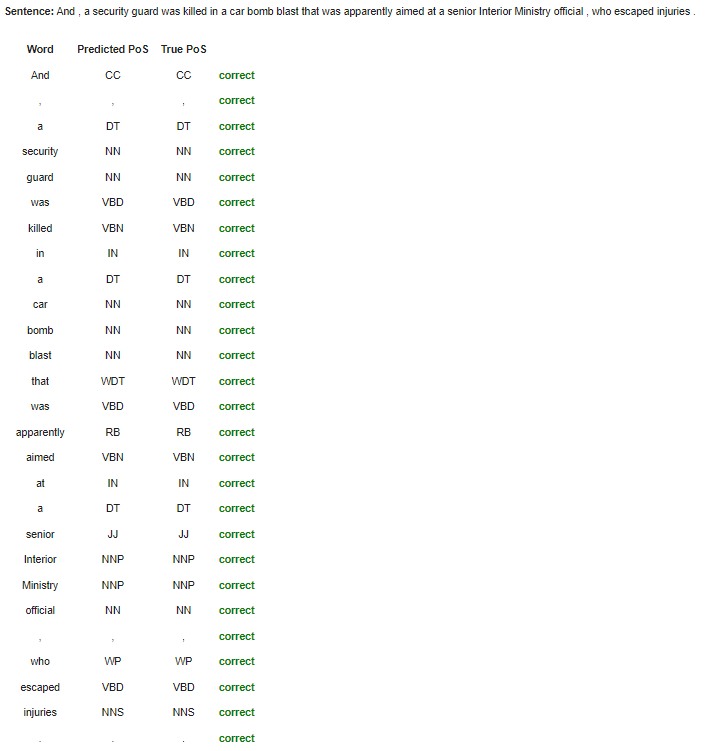 Sentence: And , a security guard was killed in a car bomb blast that was apparently aimed at a senior Interior Ministry official , who escaped injuries .
Word Predicted PoS True PoS
And CC CC correct
, , , correct
a DT DT correct
security NN NN correct
guard NN NN correct
was VBD VBD correct
killed VBN VBN correct
in IN IN correct
a DT DT correct
car NN NN correct
bomb NN NN correct
blast NN NN correct
that WDT WDT correct
was VBD VBD correct
apparently RB RB correct
aimed VBN VBN correct
at IN IN correct
a DT DT correct
senior JJ JJ correct
Interior NNP NNP correct
Ministry NNP NNP correct
official NN NN correct
, , , correct
who WP WP correct
escaped VBD VBD correct
injuries NNS NNS correct
. . . correct